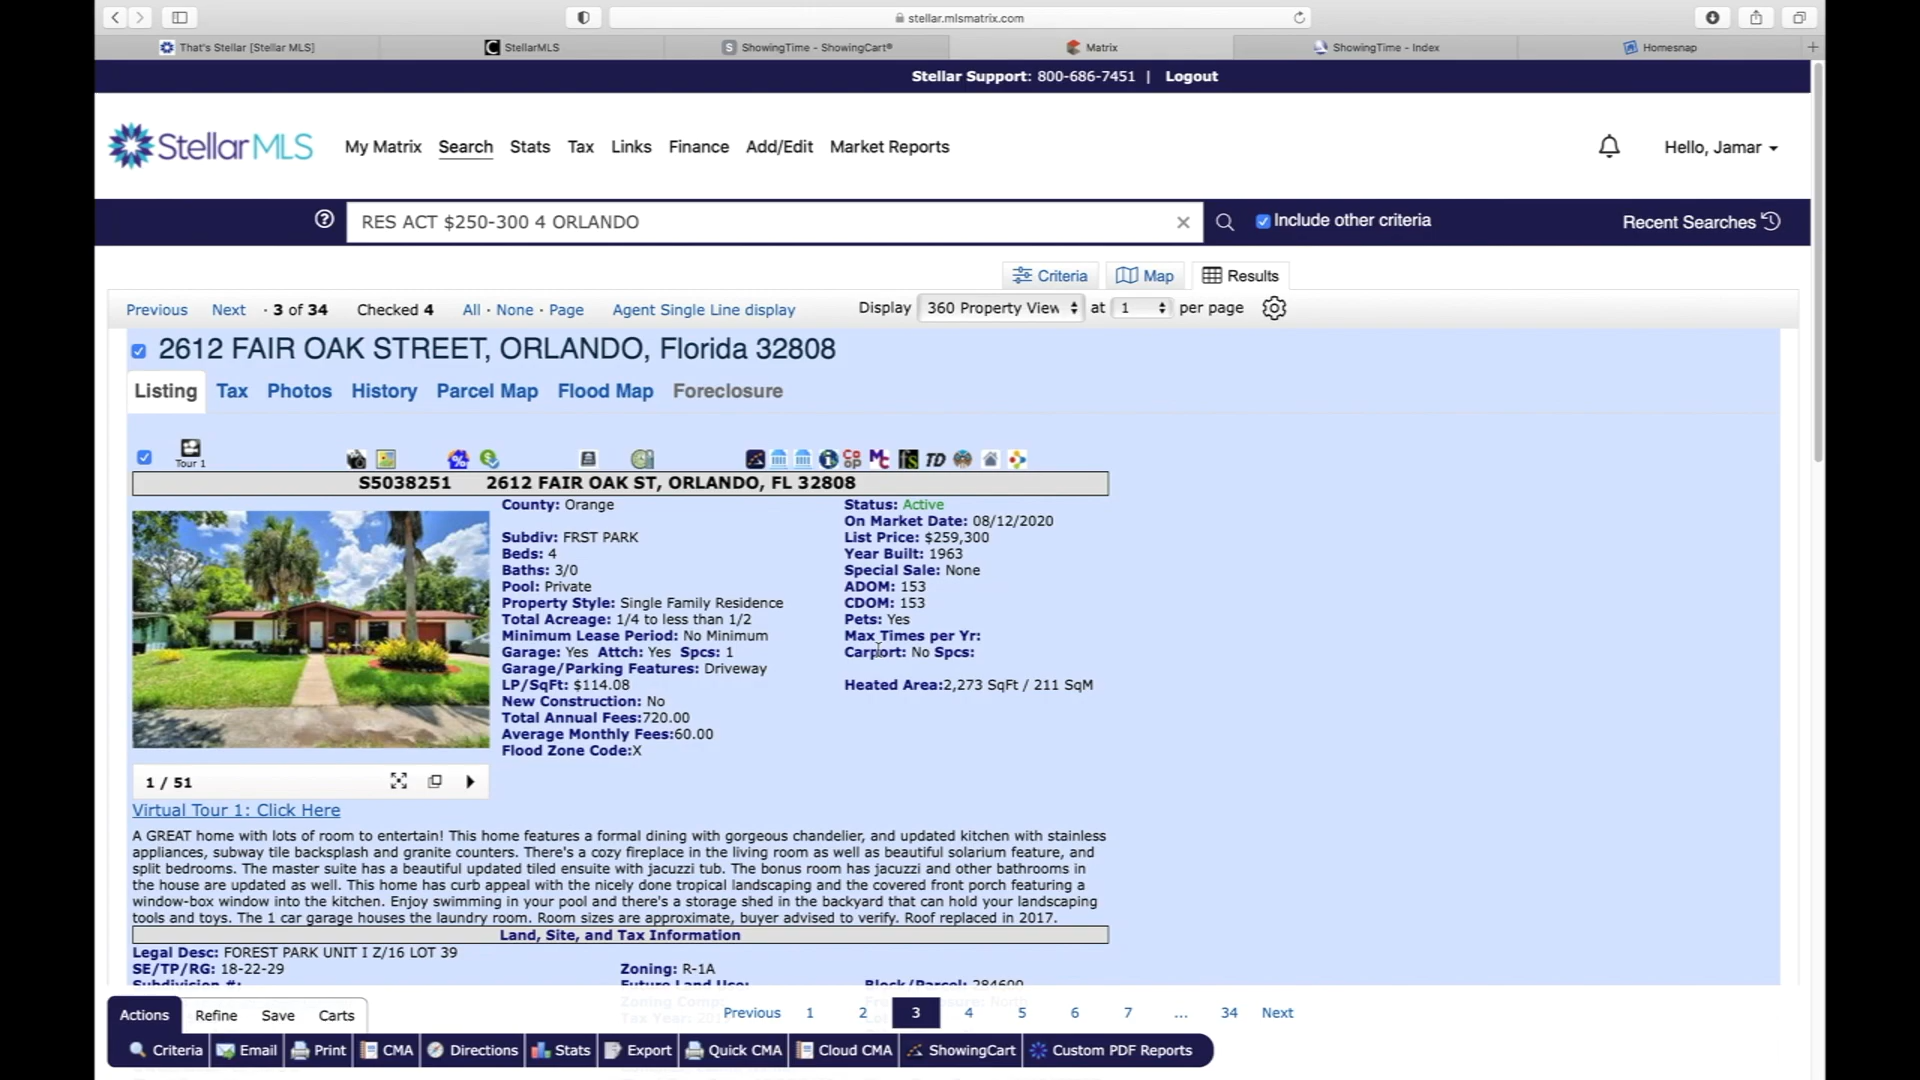 stellar.mlsmatrix.com
That's Stellar [Stellar MLS]
StellarMLS
ShowingTime - ShowingCart®
Matrix
ShowingTime - Index
Homesnap
Stellar Support: 800-686-7451 | Logout
StellarMLS
My Matrix Search Stats Tax Links Finance Add/Edit Market Reports
Hello, Jamar
RES ACT $250-300 4 ORLANDO
Include other criteria
Recent Searches
Criteria Map Results
Previous Next · 3 of 34 Checked 4 All · None · Page Agent Single Line display Display 360 Property View at 1 per page
2612 FAIR OAK STREET, ORLANDO, Florida 32808
Listing Tax Photos History Parcel Map Flood Map Foreclosure
Tour 1
S5038251 2612 FAIR OAK ST, ORLANDO, FL 32808
County: Orange
Subdiv: FRST PARK
Beds: 4
Baths: 3/0
Pool: Private
Property Style: Single Family Residence
Total Acreage: 1/4 to less than 1/2
Minimum Lease Period: No Minimum
Garage: Yes Attch: Yes Spcs: 1
Garage/Parking Features: Driveway
LP/SqFt: $114.08
New Construction: No
Total Annual Fees:720.00
Average Monthly Fees:60.00
Flood Zone Code:X
Status: Active
On Market Date: 08/12/2020
List Price: $259,300
Year Built: 1963
Special Sale: None
ADOM: 153
CDOM: 153
Pets: Yes
Max Times per Yr:
Carport: No Spcs:
Heated Area:2,273 SqFt / 211 SqM
1 / 51
Virtual Tour 1: Click Here
A GREAT home with lots of room to entertain! This home features a formal dining with gorgeous chandelier, and updated kitchen with stainless
appliances, subway tile backsplash and granite counters. There's a cozy fireplace in the living room as well as beautiful solarium feature, and
split bedrooms. The master suite has a beautiful updated tiled ensuite with jacuzzi tub. The bonus room has jacuzzi and other bathrooms in
the house are updated as well. This home has curb appeal with the nicely done tropical landscaping and the covered front porch featuring a
window-box window into the kitchen. Enjoy swimming in your pool and there's a storage shed in the backyard that can hold your landscaping
tools and toys. The 1 car garage houses the laundry room. Room sizes are approximate, buyer advised to verify. Roof replaced in 2017.
Land, Site, and Tax Information
Legal Desc: FOREST PARK UNIT I Z/16 LOT 39
SE/TP/RG: 18-22-29
Zoning: R-1A
Subdivision #:
Future Land Use:
Block/Parcel: 284600
Zoning Comp:
Actions Refine Save Carts
Previous 1 2 3 4 5 6 7 ... 34 Next
Criteria Email Print CMA Directions Stats Export Quick CMA Cloud CMA ShowingCart Custom PDF Reports